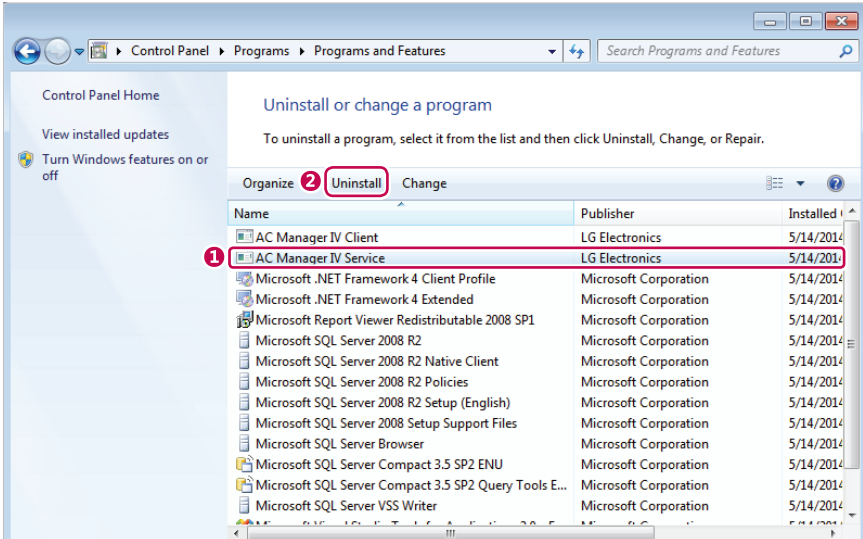 Control Panel Programs Programs and Features Search Programs and Features
Control Panel Home
View installed updates
Turn Windows features on or
off
Uninstall or change a program
To uninstall a program, select it from the list and then click Uninstall, Change, or Repair.
Organize 2 Uninstall Change
Name Publisher Installed
AC Manager IV Client LG Electronics 5/14/2014
1 AC Manager IV Service LG Electronics 5/14/2014
Microsoft .NET Framework 4 Client Profile Microsoft Corporation 5/14/2014
Microsoft .NET Framework 4 Extended Microsoft Corporation 5/14/2014
Microsoft Report Viewer Redistributable 2008 SP1 Microsoft Corporation 5/14/2014
Microsoft SQL Server 2008 R2 Microsoft Corporation 5/14/2014
Microsoft SQL Server 2008 R2 Native Client Microsoft Corporation 5/14/2014
Microsoft SQL Server 2008 R2 Policies Microsoft Corporation 5/14/2014
Microsoft SQL Server 2008 R2 Setup (English) Microsoft Corporation 5/14/2014
Microsoft SQL Server 2008 Setup Support Files Microsoft Corporation 5/14/2014
Microsoft SQL Server Browser Microsoft Corporation 5/14/2014
Microsoft SQL Server Compact 3.5 SP2 ENU Microsoft Corporation 5/14/2014
Microsoft SQL Server Compact 3.5 SP2 Query Tools E... Microsoft Corporation 5/14/2014
Microsoft SQL Server VSS Writer Microsoft Corporation 5/14/2014